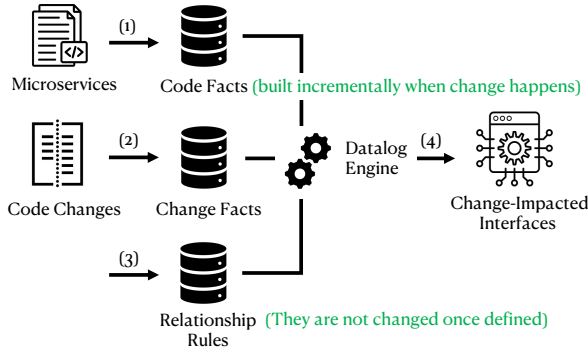 (1)
</>
Microservices
Code Facts (built incrementally when change happens)
(2)
Datalog
Engine
(4)
Code Changes
Change Facts
Change-Impacted
Interfaces
(3)
Relationship
Rules
(They are not changed once defined)